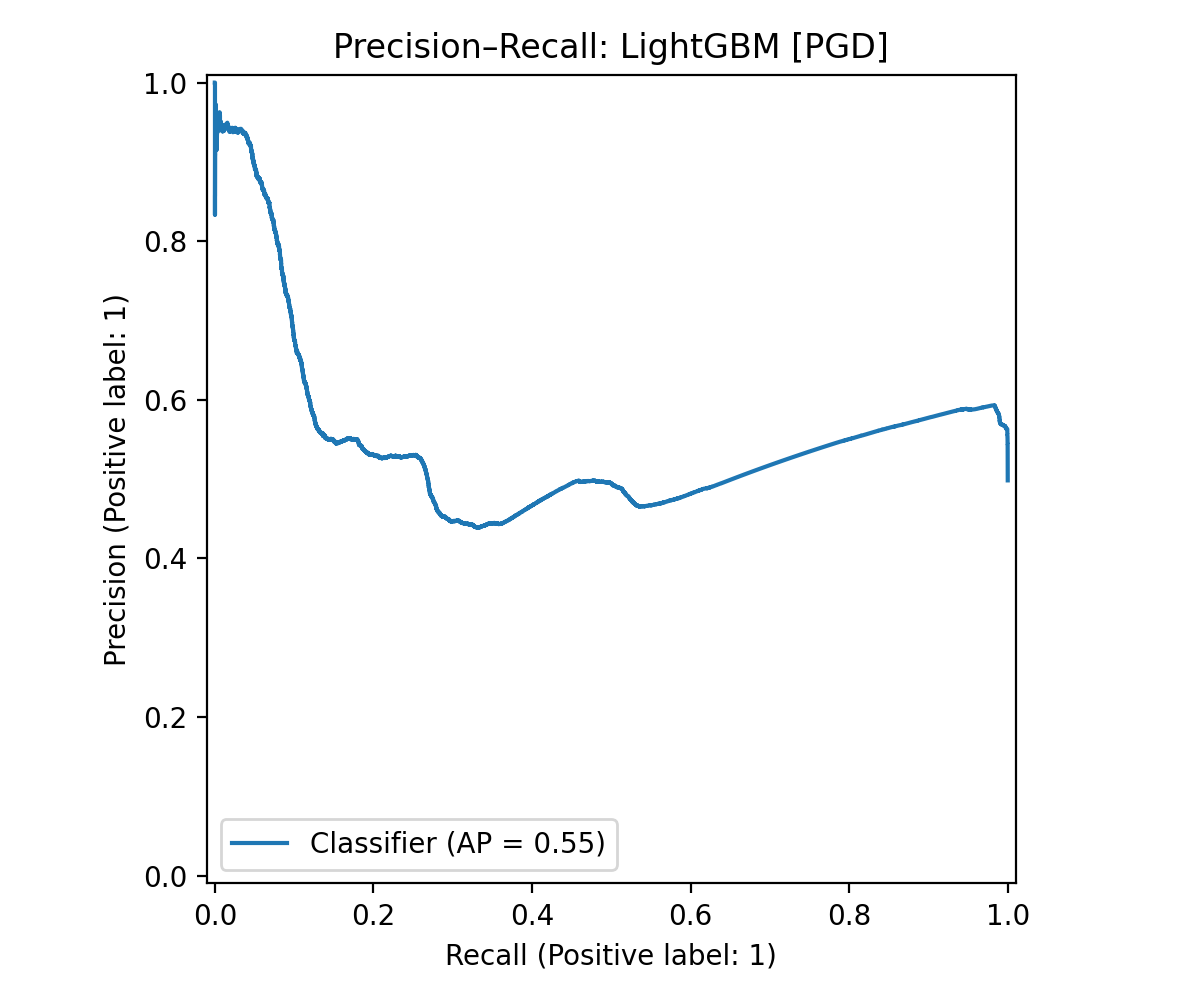 Precision–Recall: LightGBM [PGD]
Precision (Positive label: 1)
1.0
0.8
0.6
0.4
0.2
0.0
Classifier (AP = 0.55)
0.0 0.2 0.4 0.6 0.8 1.0
Recall (Positive label: 1)